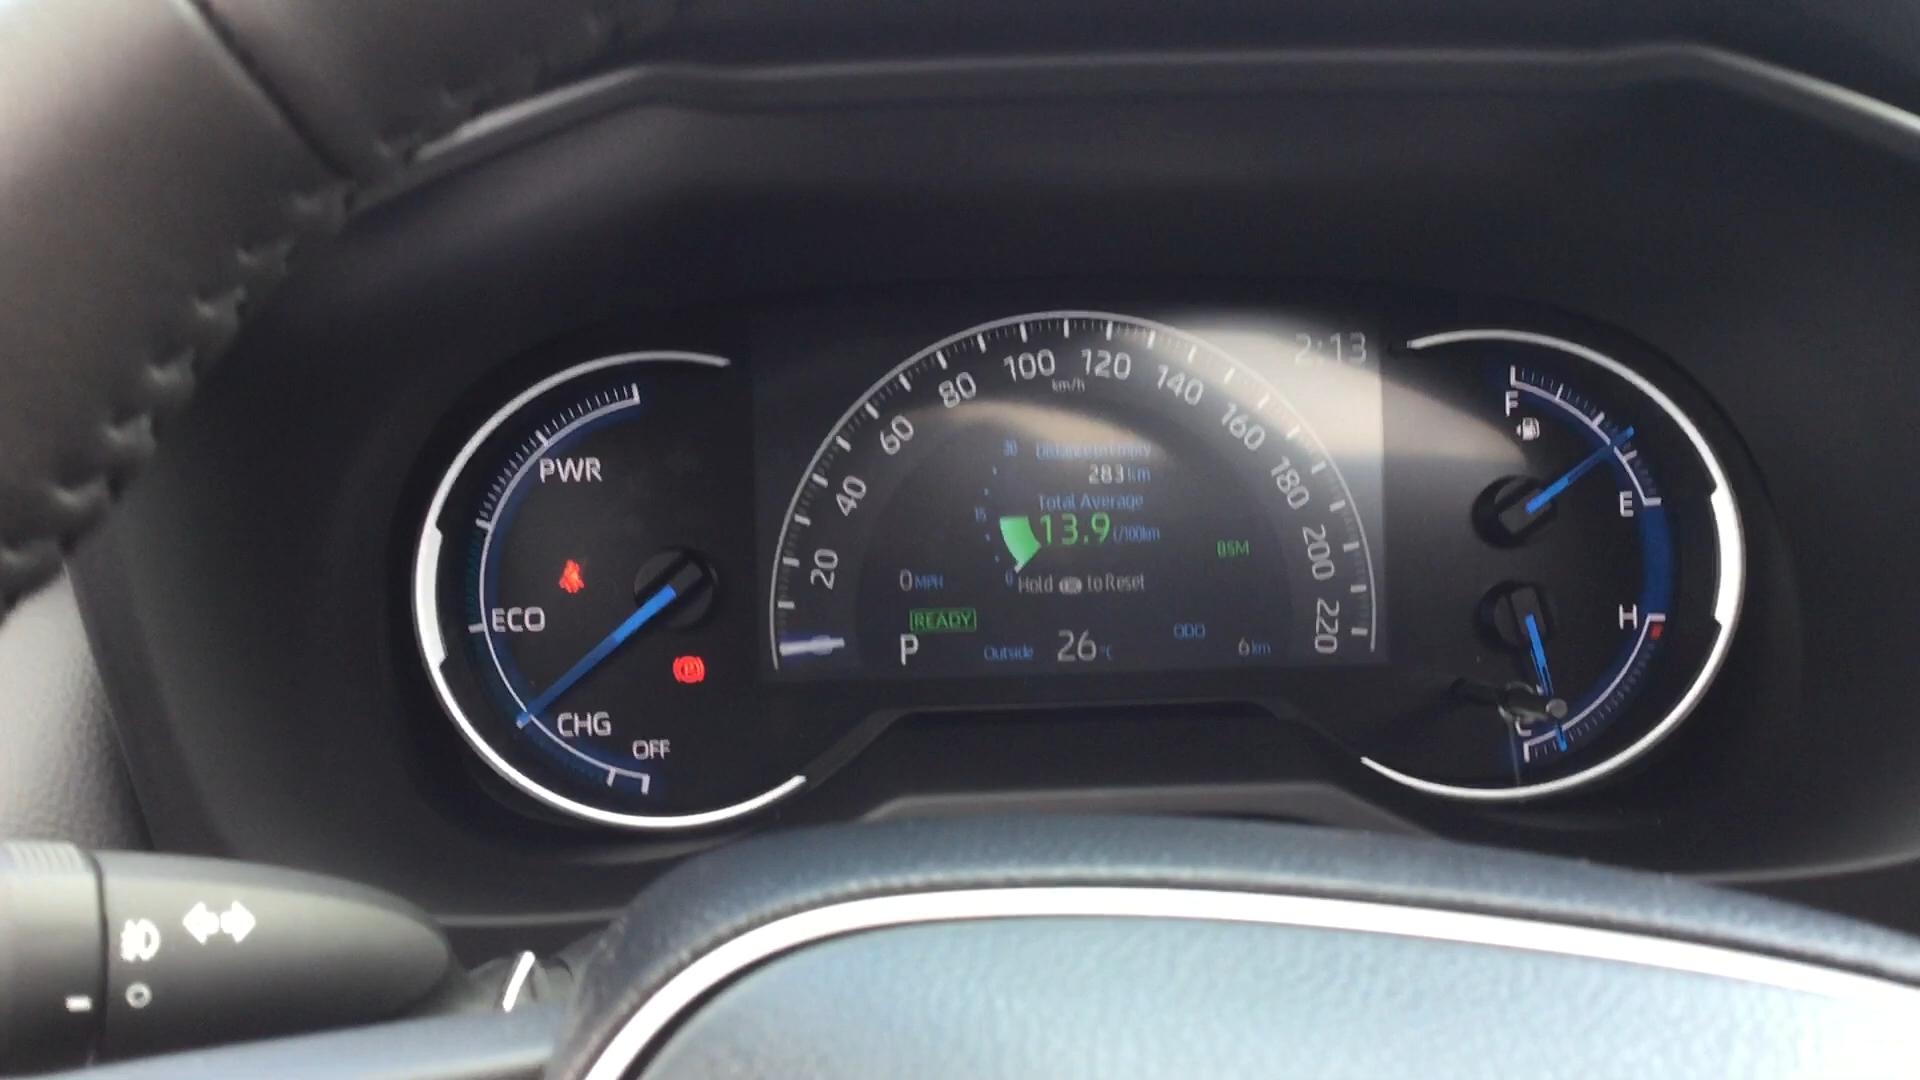 PWR
ECO
CHG
OFF
2:13
20
40
60
80
100
120
140
160
180
200
220
km/h
30
15
0
Distance to Empty
283 km
Total Average
13.9 ℓ/100km
Hold to Reset
BSM
0 MPH
READY
P
Outside 26 °C
ODO
6 km
F
E
H
C